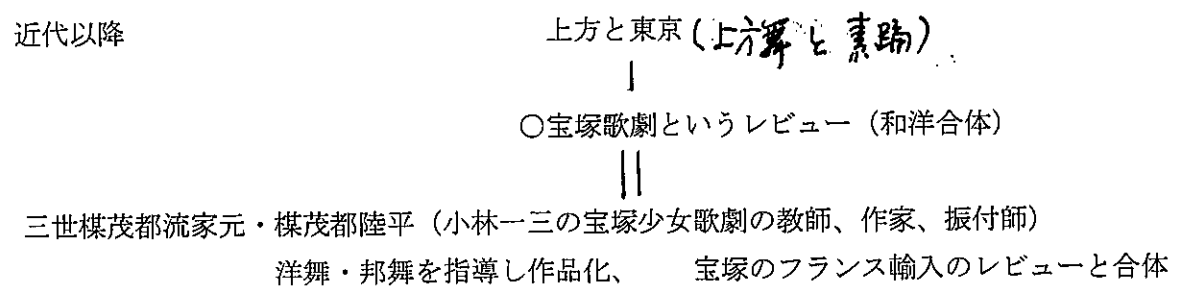 近代以降 上方と東京(上方舞と素踊)
○宝塚歌劇というレビュー(和洋合体)
三世楳茂都流家元・楳茂都陸平(小林一三の宝塚少女歌劇の教師、作家、振付師)
洋舞・邦舞を指導し作品化、 宝塚のフランス輸入のレビューと合体